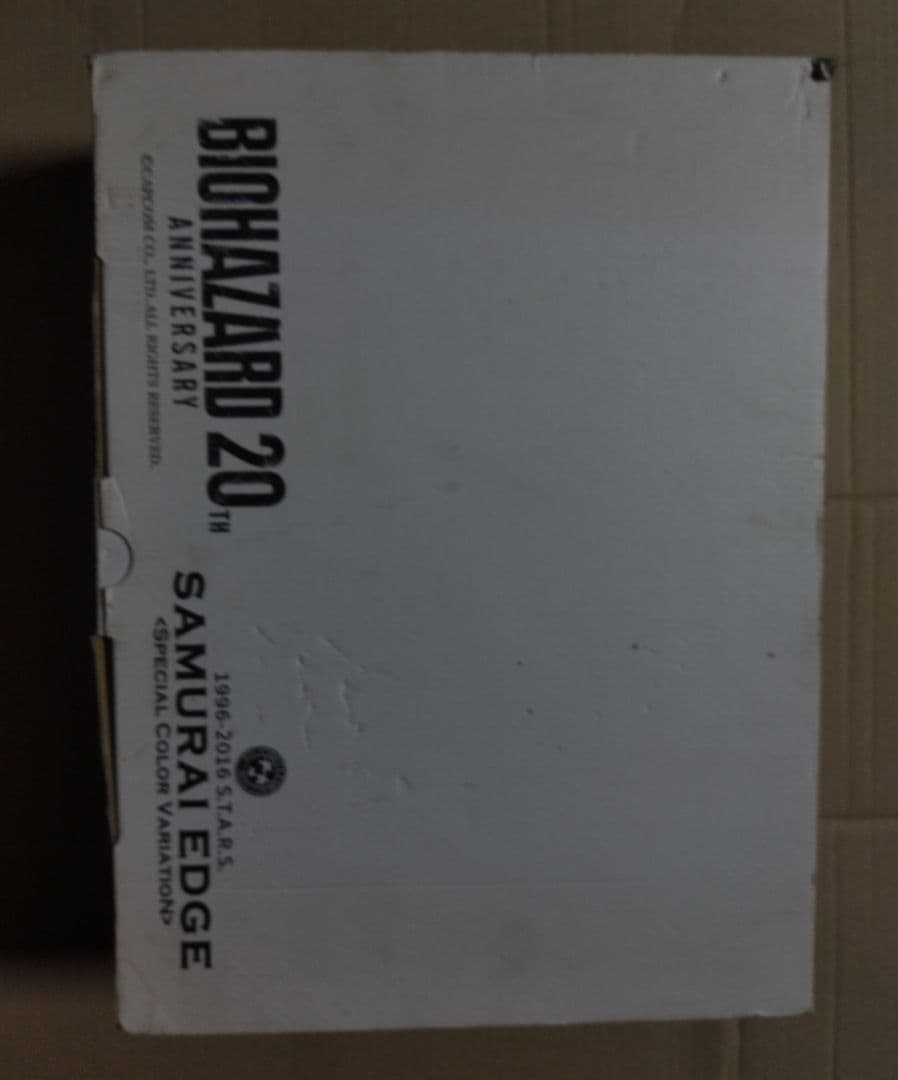 BIOHAZARD 20TH
ANNIVERSARY
©CAPCOM CO., LTD. ALL RIGHTS RESERVED.
1996-2016 S.T.A.R.S.
SAMURAI EDGE
<SPECIAL COLOR VARIATION>